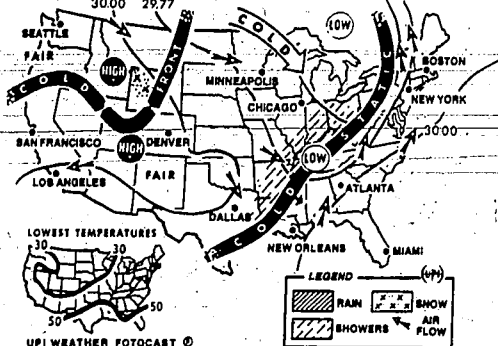 30.00 29.77
SEATTLE
FAIR
COLD
FRONT
HIGH
COLD
LOW
MINNEAPOLIS
CHICAGO
STATIC
BOSTON
NEW YORK
30.00
SAN FRANCISCO
HIGH
DENVER
FAIR
LOS ANGELES
LOW
ATLANTA
DALLAS
COLD
NEW ORLEANS
MIAMI
LOWEST TEMPERATURES
30 30
50 50
UPI WEATHER FOTOCAST
LEGEND
UPI
RAIN
SNOW
SHOWERS
AIR
FLOW